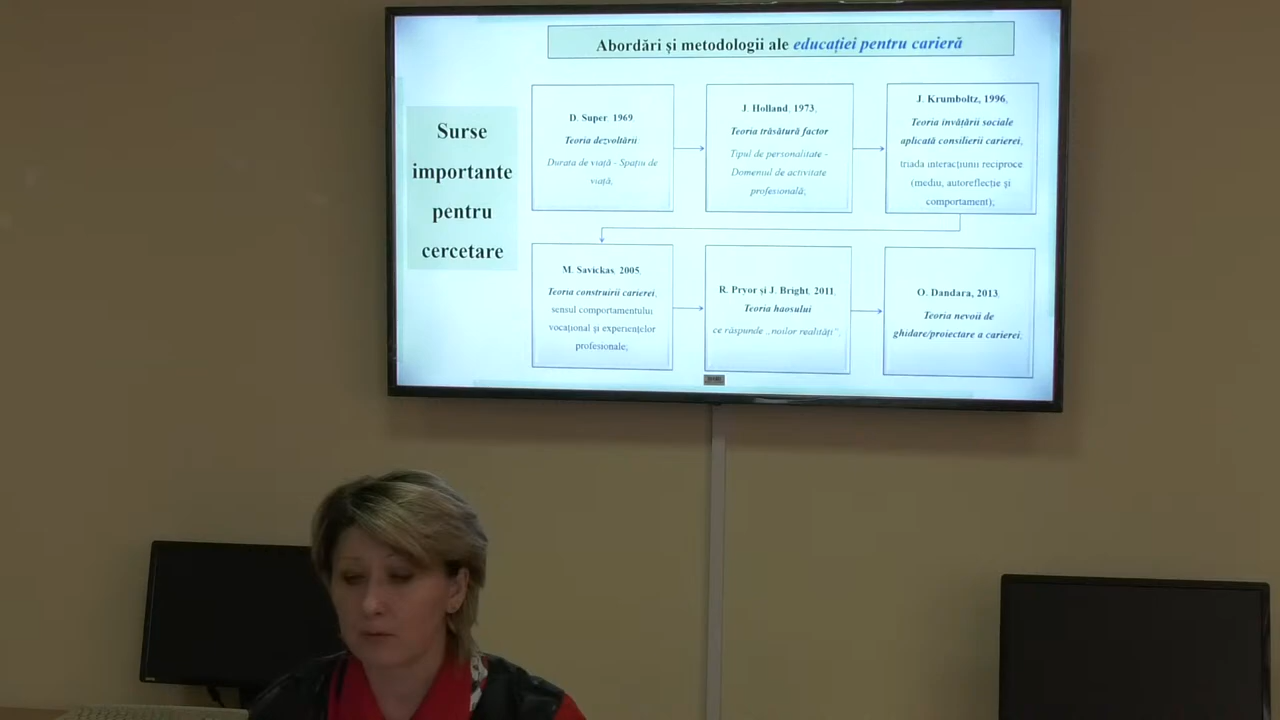 Abordări și metodologii ale educației pentru carieră
Surse
importante
pentru
cercetare
D. Super, 1969
Teoria dezvoltării
Durata de viață - Spațiu de
viață;
J. Holland, 1973,
Teoria trăsătură factor
Tipul de personalitate -
Domeniul de activitate
profesională;
J. Krumboltz, 1996,
Teoria învățării sociale
aplicată consilierii carierei,
triada interacțiunii reciproce
(mediu, autoreflecție și
comportament);
M. Savickas, 2005,
Teoria construirii carierei,
sensul comportamentului
vocațional și experiențelor
profesionale;
R. Pryor și J. Bright, 2011,
Teoria haosului
ce răspunde „noilor realități”;
O. Dandara, 2013,
Teoria nevoii de
ghidare/proiectare a carierei;